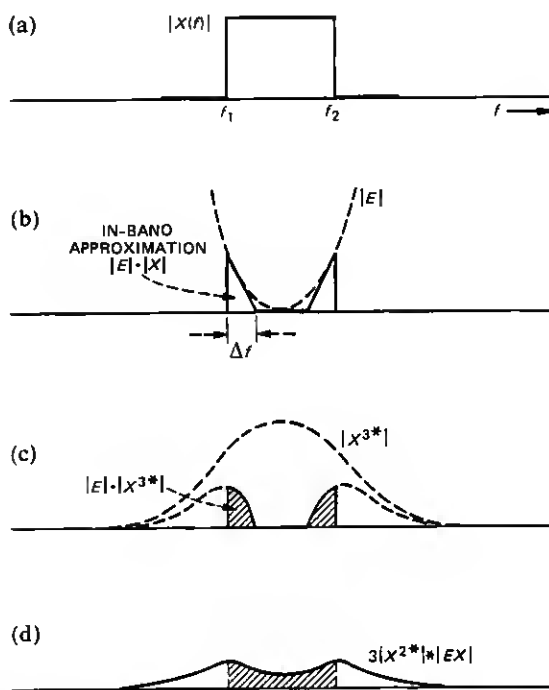 (a)
|X(f)|
f₁
f₂
f
(b)
|E|
IN-BANO
APPROXIMATION
|E|·|X|
Δf
(c)
|X³*|
|E|·|X³*|
(d)
3(X²*|*|EX|